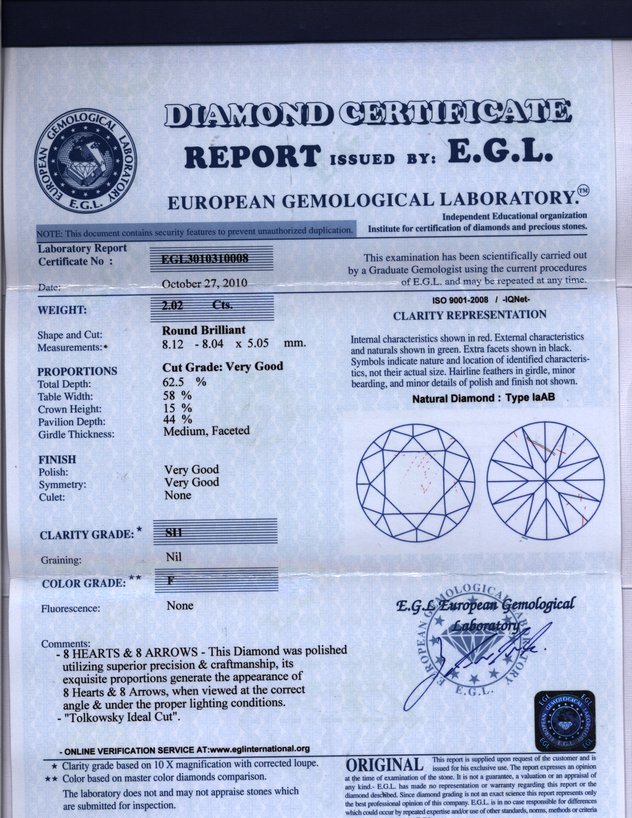 DIAMOND CERTIFICATE
REPORT ISSUED BY: E.G.L.
EUROPEAN GEMOLOGICAL LABORATORY.™
EUROPEAN GEMOLOGICAL LABORATORY
E.G.L.
Independent Educational organization
Institute for certification of diamonds and precious stones.
NOTE: This document contains security features to prevent unauthorized duplication.
Laboratory Report
Certificate No : EGL3010310008
Date: October 27, 2010
WEIGHT: 2.02 Cts.
Shape and Cut: Round Brilliant
Measurements:* 8.12 - 8.04 x 5.05 mm.
PROPORTIONS Cut Grade: Very Good
Total Depth: 62.5 %
Table Width: 58 %
Crown Height: 15 %
Pavilion Depth: 44 %
Girdle Thickness: Medium, Faceted
FINISH
Polish: Very Good
Symmetry: Very Good
Culet: None
CLARITY GRADE: * SI1
Graining: Nil
COLOR GRADE: ** F
Fluorescence: None
Comments:
- 8 HEARTS & 8 ARROWS - This Diamond was polished
utilizing superior precision & craftmanship, its
exquisite proportions generate the appearance of
8 Hearts & 8 Arrows, when viewed at the correct
angle & under the proper lighting conditions.
- "Tolkowsky Ideal Cut".
- ONLINE VERIFICATION SERVICE AT:www.eglinternational.org
* Clarity grade based on 10 X magnification with corrected loupe.
** Color based on master color diamonds comparison.
The laboratory does not and may not appraise stones which
are submitted for inspection.
This examination has been scientifically carried out
by a Graduate Gemologist using the current procedures
of E.G.L. and may be repeated at any time.
ISO 9001-2008 / -IQNet-
CLARITY REPRESENTATION
Internal characteristics shown in red. External characteristics
and naturals shown in green. Extra facets shown in black.
Symbols indicate nature and location of identified characteris-
tics, not their actual size. Hairline feathers in girdle, minor
bearding, and minor details of polish and finish not shown.
Natural Diamond : Type IaAB
E.G.L European Gemological
Laboratory
EUROPEAN GEMOLOGICAL LABORATORY
E.G.L.
ORIGINAL This report is supplied upon request of the customer and is
issued for his exclusive use. The report expresses an opinion
at the time of examination of the stone. It is not a guarantee, a valuation or an appraisal of
any kind.- E.G.L. has made no representation or warranty regarding this report or the
diamond described. Since diamond grading is not an exact science this report represents only
the best professional opinion of this company. E.G.L. is in no case responsible for differences
which could occur by repeated expertise and/or use of other standards, norms, methods or criteria